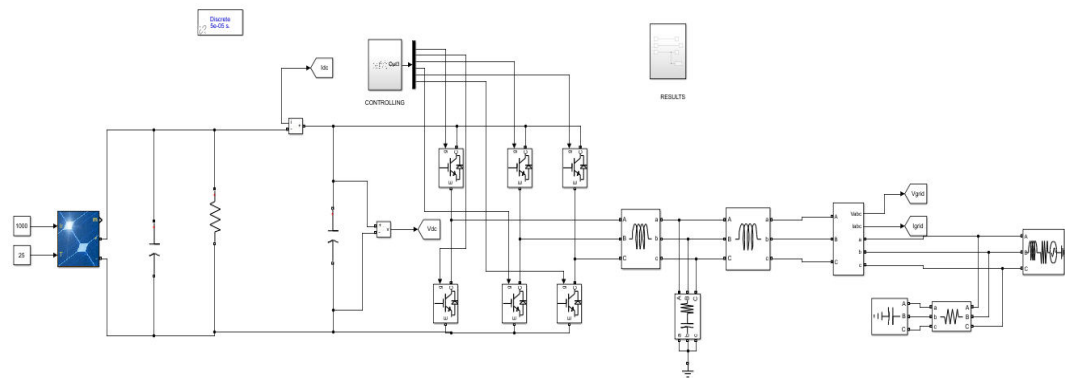 Discrete
5e-05 s.
Idc
CONTROLLING
RESULTS
g C
g C
g C
E
E
E
1000
25
Vdc
Vgrid
Igrid
Vabc
Iabc
A a
B b
C c
A a
B b
C c
A
B a
C b
c
A
B
C
g C
g C
g C
E
E
E
A B C
a b c
A a A
B b B
C c C